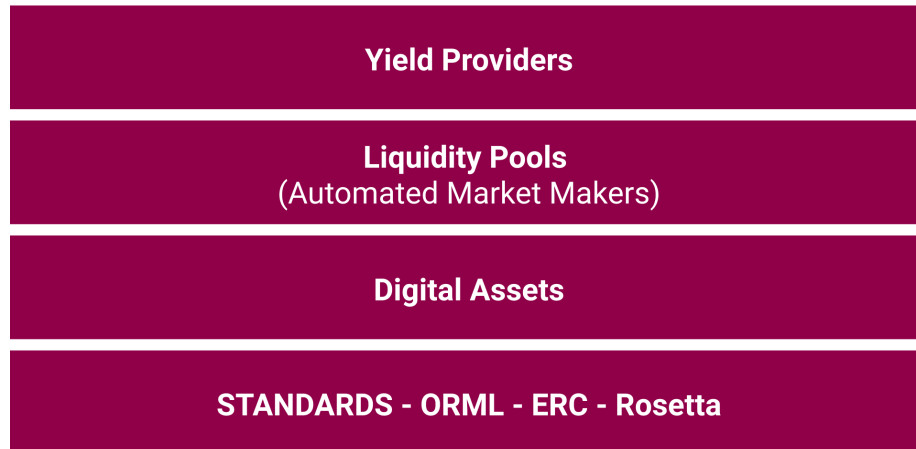 Yield Providers
Liquidity Pools
(Automated Market Makers)
Digital Assets
STANDARDS - ORML - ERC - Rosetta